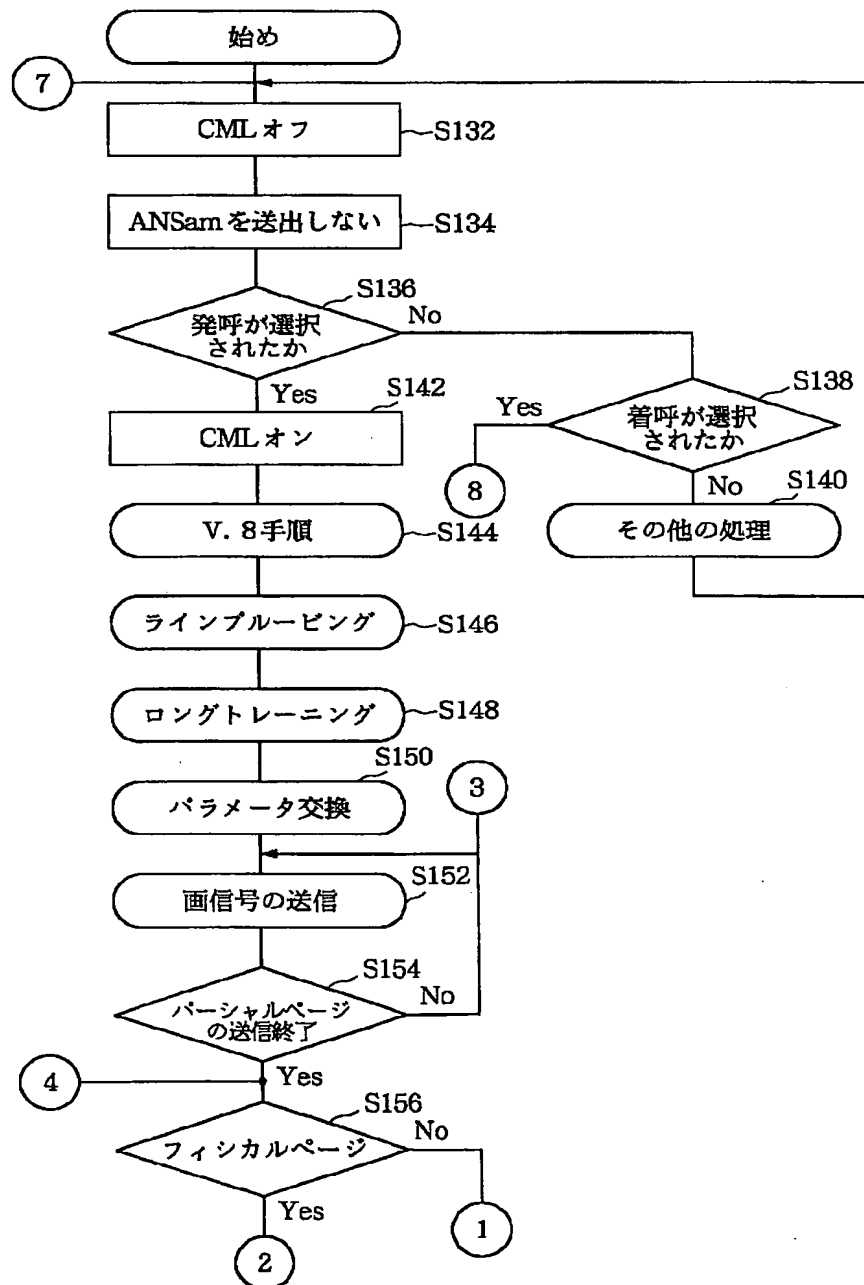 始め
7
CMLオフ
S132
ANSamを送出しない
S134
S136
発呼が選択
されたか
No
Yes
S138
着呼が選択
されたか
Yes
8
No
S140
その他の処理
S142
CMLオン
V. 8手順
S144
ラインプルービング
S146
ロングトレーニング
S148
S150
パラメータ交換
3
S152
画信号の送信
S154
パーシャルページ
の送信終了
No
4
Yes
S156
フィシカルページ
No
Yes
1
2